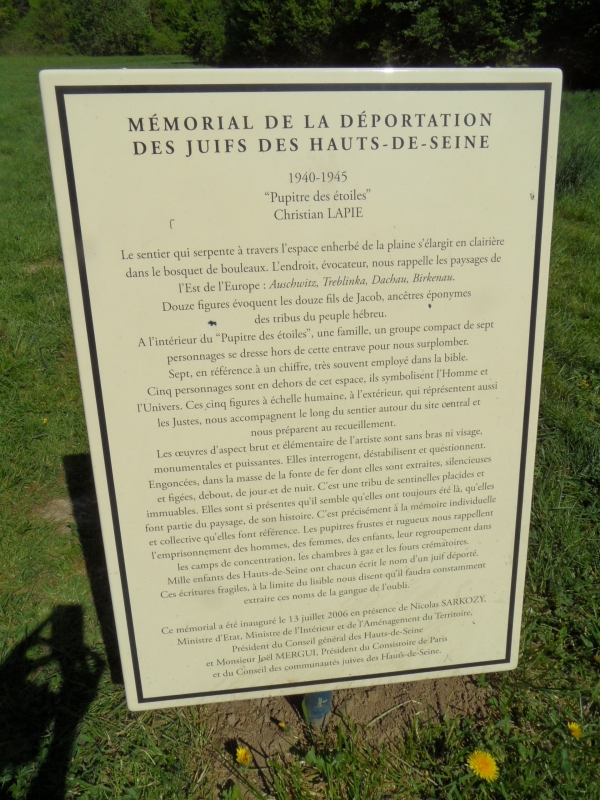 MÉMORIAL DE LA DÉPORTATION
DES JUIFS DES HAUTS-DE-SEINE
1940-1945
“Pupitre des étoiles”
Christian LAPIE
Le sentier qui serpente à travers l'espace enherbé de la plaine s'élargit en clairière
dans le bosquet de bouleaux. L'endroit, évocateur, nous rappelle les paysages de
l'Est de l'Europe : Auschwitz, Treblinka, Dachau, Birkenau.
Douze figures évoquent les douze fils de Jacob, ancêtres éponymes
des tribus du peuple hébreu.
A l'intérieur du “Pupitre des étoiles”, une famille, un groupe compact de sept
personnages se dresse hors de cette entrave pour nous surplomber.
Sept, en référence à un chiffre, très souvent employé dans la bible.
Cinq personnages sont en dehors de cet espace, ils symbolisent l'Homme et
l'Univers. Ces cinq figures à échelle humaine, à l'extérieur, qui représentent aussi
les Justes, nous accompagnent le long du sentier autour du site central et
nous préparent au recueillement.
Les œuvres d'aspect brut et élémentaire de l'artiste sont sans bras ni visage,
monumentales et puissantes. Elles interrogent, déstabilisent et questionnent.
Engoncées, dans la masse de la fonte de fer dont elles sont extraites, silencieuses
et figées, debout, de jour et de nuit. C'est une tribu de sentinelles placides et
immuables. Elles sont si présentes qu'il semble qu'elles ont toujours été là, qu'elles
font partie du paysage, de son histoire. C'est précisément à la mémoire individuelle
et collective qu'elles font référence. Les pupitres frustes et rugueux nous rappellent
l'emprisonnement des hommes, des femmes, des enfants, leur regroupement dans
les camps de concentration, les chambres à gaz et les fours crématoires.
Mille enfants des Hauts-de-Seine ont chacun écrit le nom d'un juif déporté.
Ces écritures fragiles, à la limite du lisible nous disent qu'il faudra constamment
extraire ces noms de la gangue de l'oubli.
Ce mémorial a été inauguré le 13 juillet 2006 en présence de Nicolas SARKOZY,
Ministre d'Etat, Ministre de l'Intérieur et de l'Aménagement du Territoire,
Président du Conseil général des Hauts-de-Seine
et Monsieur Joël MERGUI, Président du Consistoire de Paris
et du Conseil des communautés juives des Hauts-de-Seine.